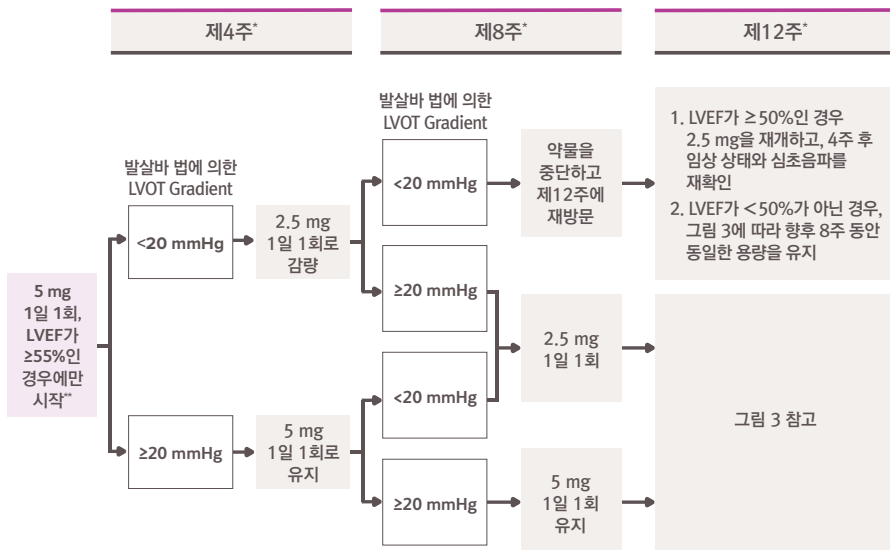 제4주*
제8주*
제12주*
발살바 법에 의한
LVOT Gradient
<20 mmHg
≥20 mmHg
5 mg
1일 1회,
LVEF가
≥55%인
경우에만
시작**
2.5 mg
1일 1회로
감량
5 mg
1일 1회로
유지
발살바 법에 의한
LVOT Gradient
<20 mmHg
≥20 mmHg
<20 mmHg
≥20 mmHg
약물을
중단하고
제12주에
재방문
2.5 mg
1일 1회
5 mg
1일 1회
유지
1. LVEF가 ≥50%인 경우
2.5 mg을 재개하고, 4주 후
임상 상태와 심초음파를
재확인
2. LVEF가 <50%가 아닌 경우,
그림 3에 따라 향후 8주 동안
동일한 용량을 유지
그림 3 참고